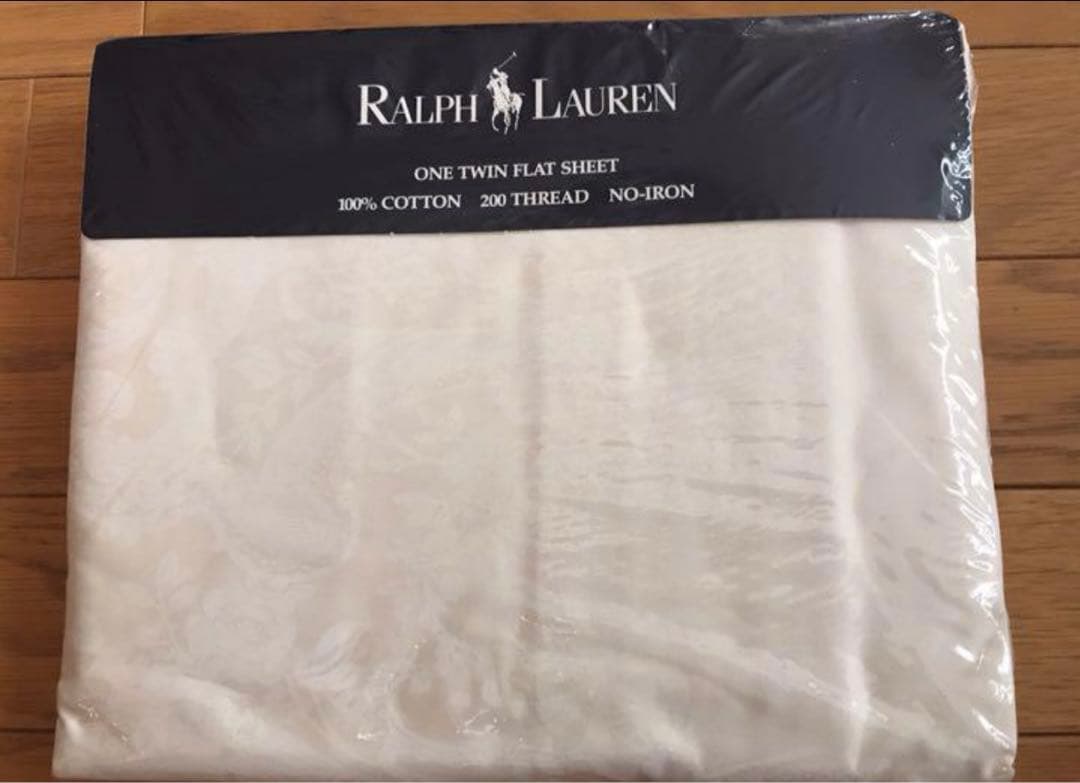 RALPH LAUREN
ONE TWIN FLAT SHEET
100% COTTON 200 THREAD NO-IRON